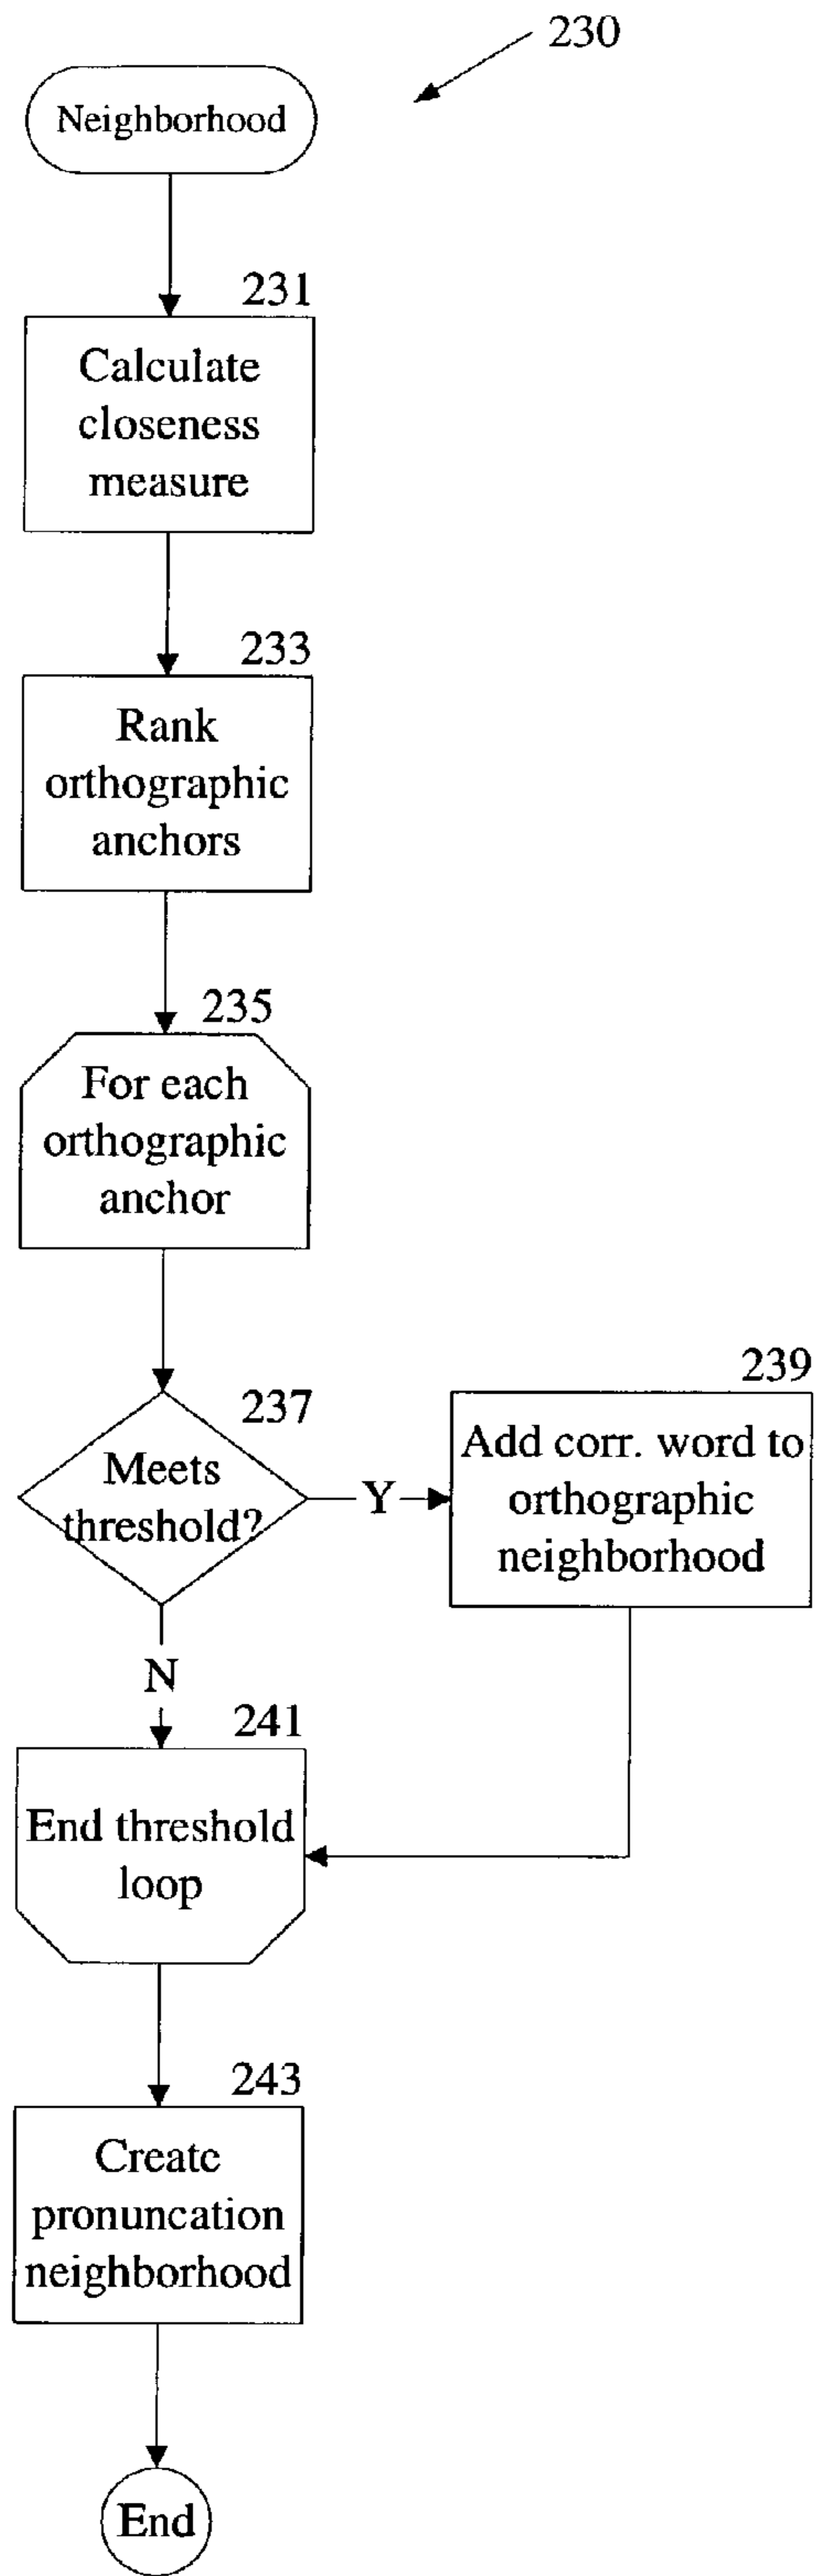 230
Neighborhood
231
Calculate
closeness
measure
233
Rank
orthographic
anchors
235
For each
orthographic
anchor
237
Meets
threshold?
Y
239
Add corr. word to
orthographic
neighborhood
N
241
End threshold
loop
243
Create
pronuncation
neighborhood
End